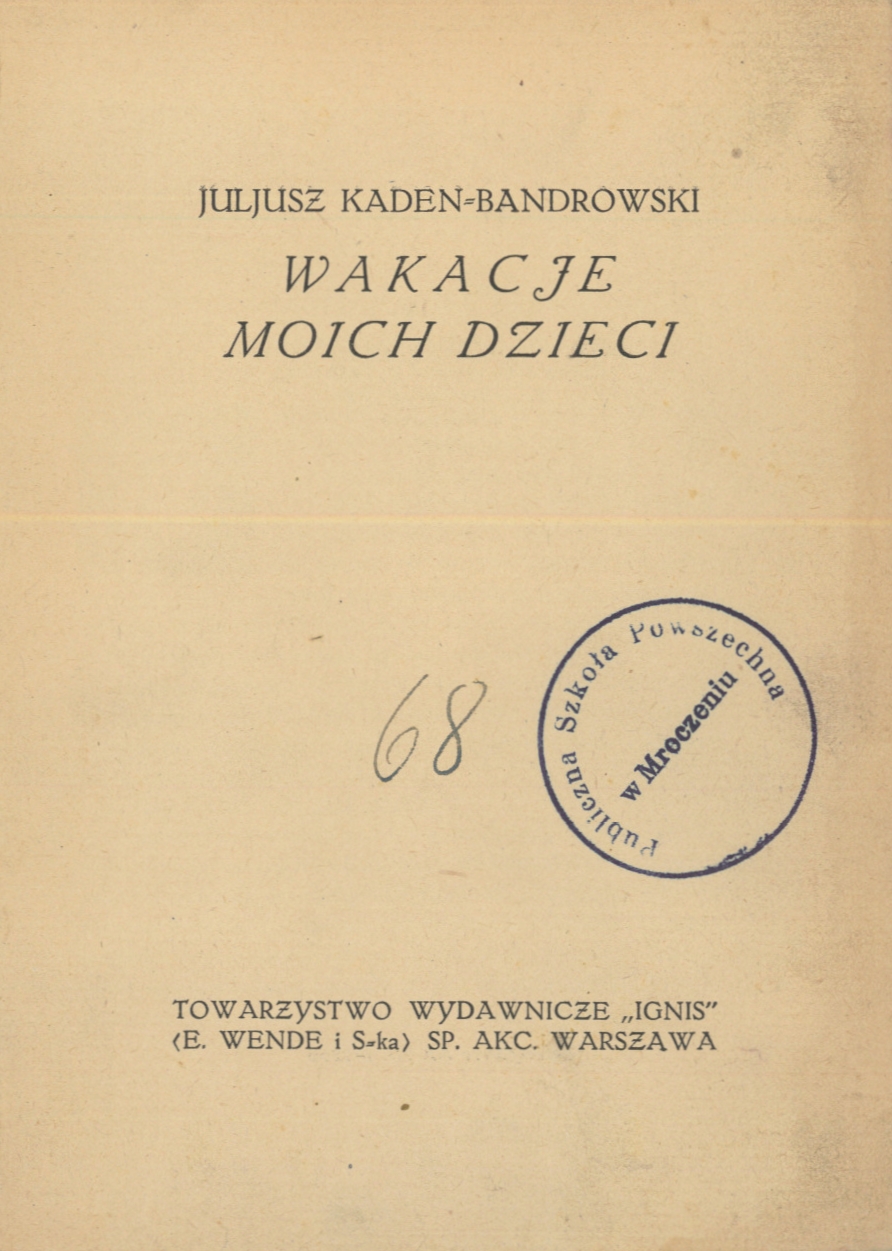 JULJUSZ KADEN-BANDROWSKI
WAKACJE
MOICH DZIECI
68
Publiczna Szkoła Powszechna
w Mroczeniu
TOWARZYSTWO WYDAWNICZE „IGNIS”
(E. WENDE i S-ka) SP. AKC. WARSZAWA